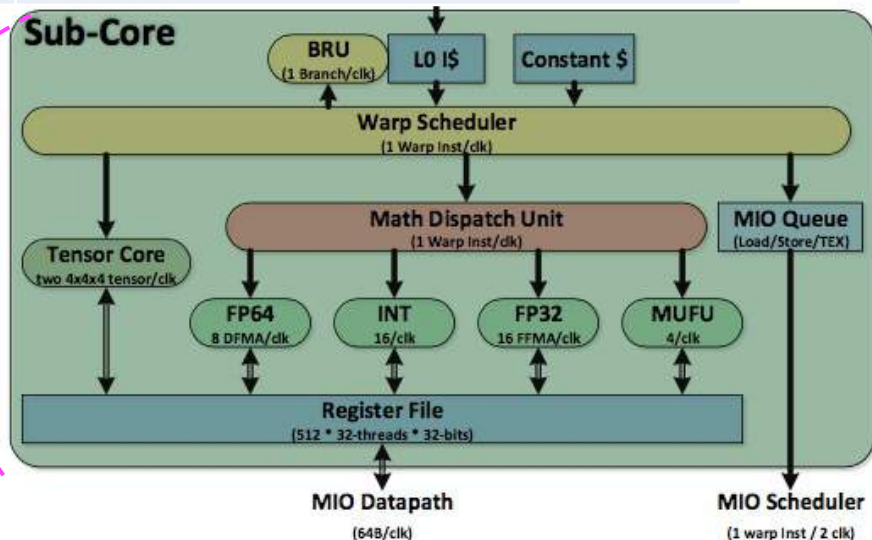 Sub-Core
BRU
(1 Branch/clk)
L0 I$
Constant $
Warp Scheduler
(1 Warp Inst/clk)
Math Dispatch Unit
(1 Warp Inst/clk)
MIO Queue
(Load/Store/TEX)
Tensor Core
two 4x4x4 tensor/clk
FP64
8 DFMA/clk
INT
16/clk
FP32
16 FFMA/clk
MUFU
4/clk
Register File
(512 * 32-threads * 32-bits)
MIO Datapath
(64B/clk)
MIO Scheduler
(1 warp Inst / 2 clk)